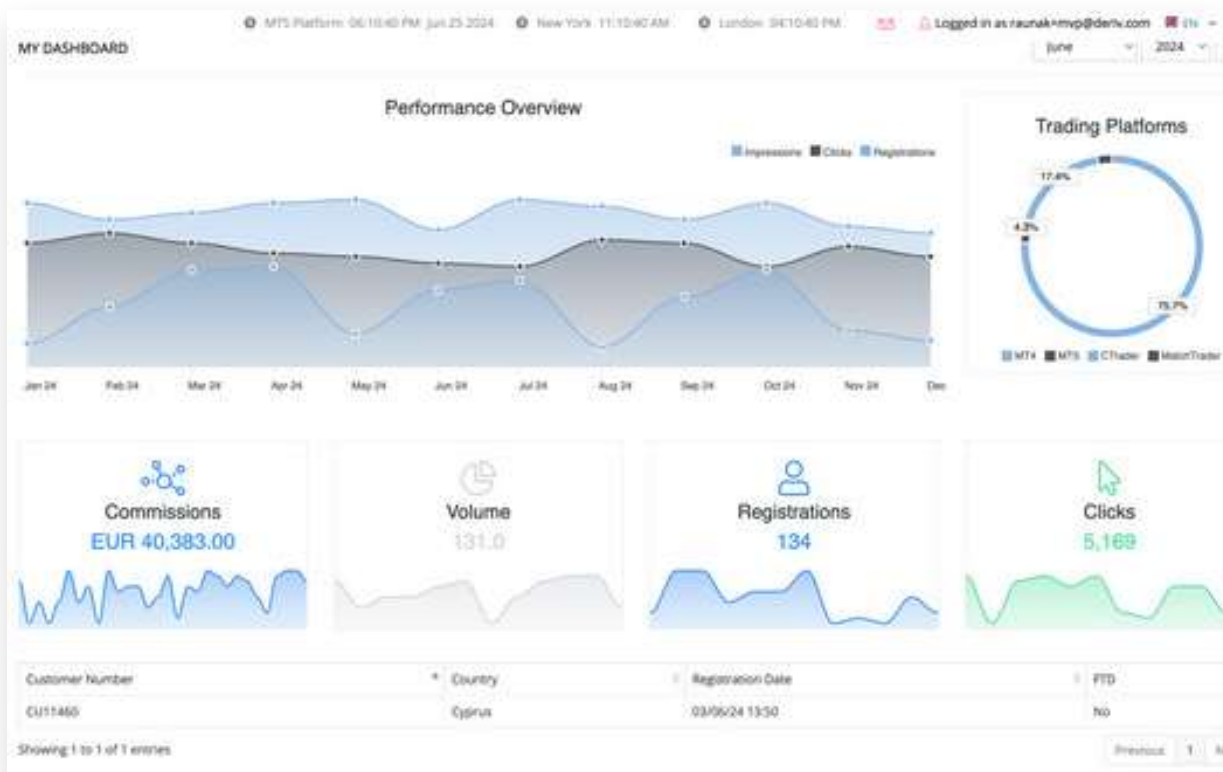 MT5 Platform: 06:10:40 PM Jun 25 2024 New York 11:10:40 AM London 04:10:40 PM Logged in as raunak+mvp@deriv.com EN
MY DASHBOARD
June 2024
Performance Overview
Impressions Clicks Registrations
Jan 24 Feb 24 Mar 24 Apr 24 May 24 Jun 24 Jul 24 Aug 24 Sep 24 Oct 24 Nov 24 Dec
Trading Platforms
17.4%
4.3%
MT4 MT5 CTrader
Commissions
EUR 40,383.00
Volume
131.0
Registrations
134
Clicks
5,169
Customer Number Country Registration Date FTD
CU11460 Cyprus 03/06/24 13:50 No
Showing 1 to 1 of 1 entries
Previous 1